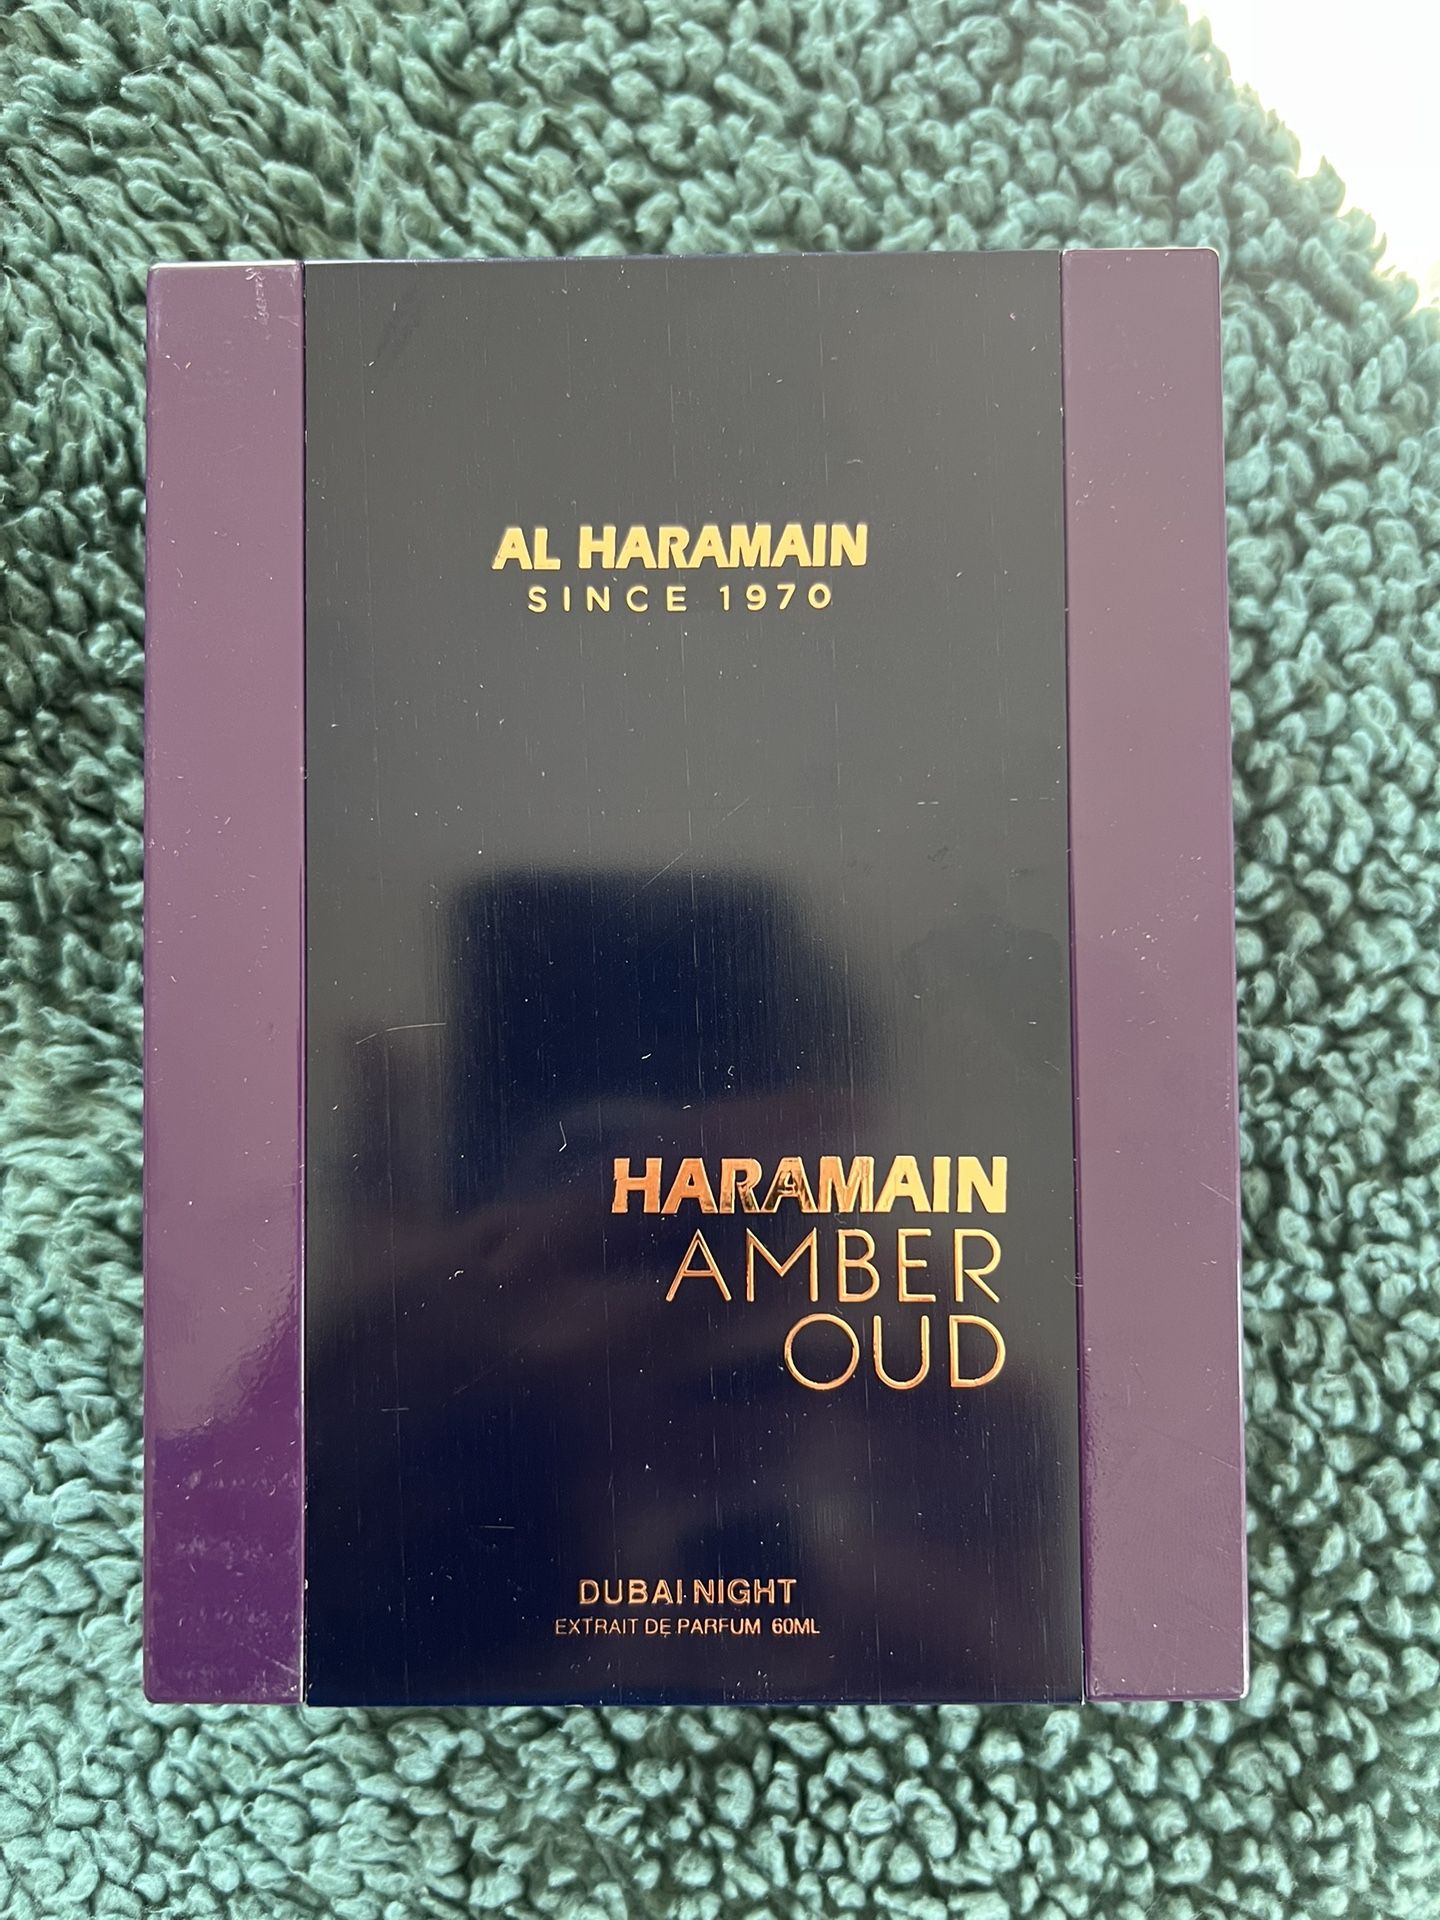 AL HARAMAIN
SINCE 1970
HARAMAIN
AMBER
OUD
DUBAI NIGHT
EXTRAIT DE PARFUM 60ML